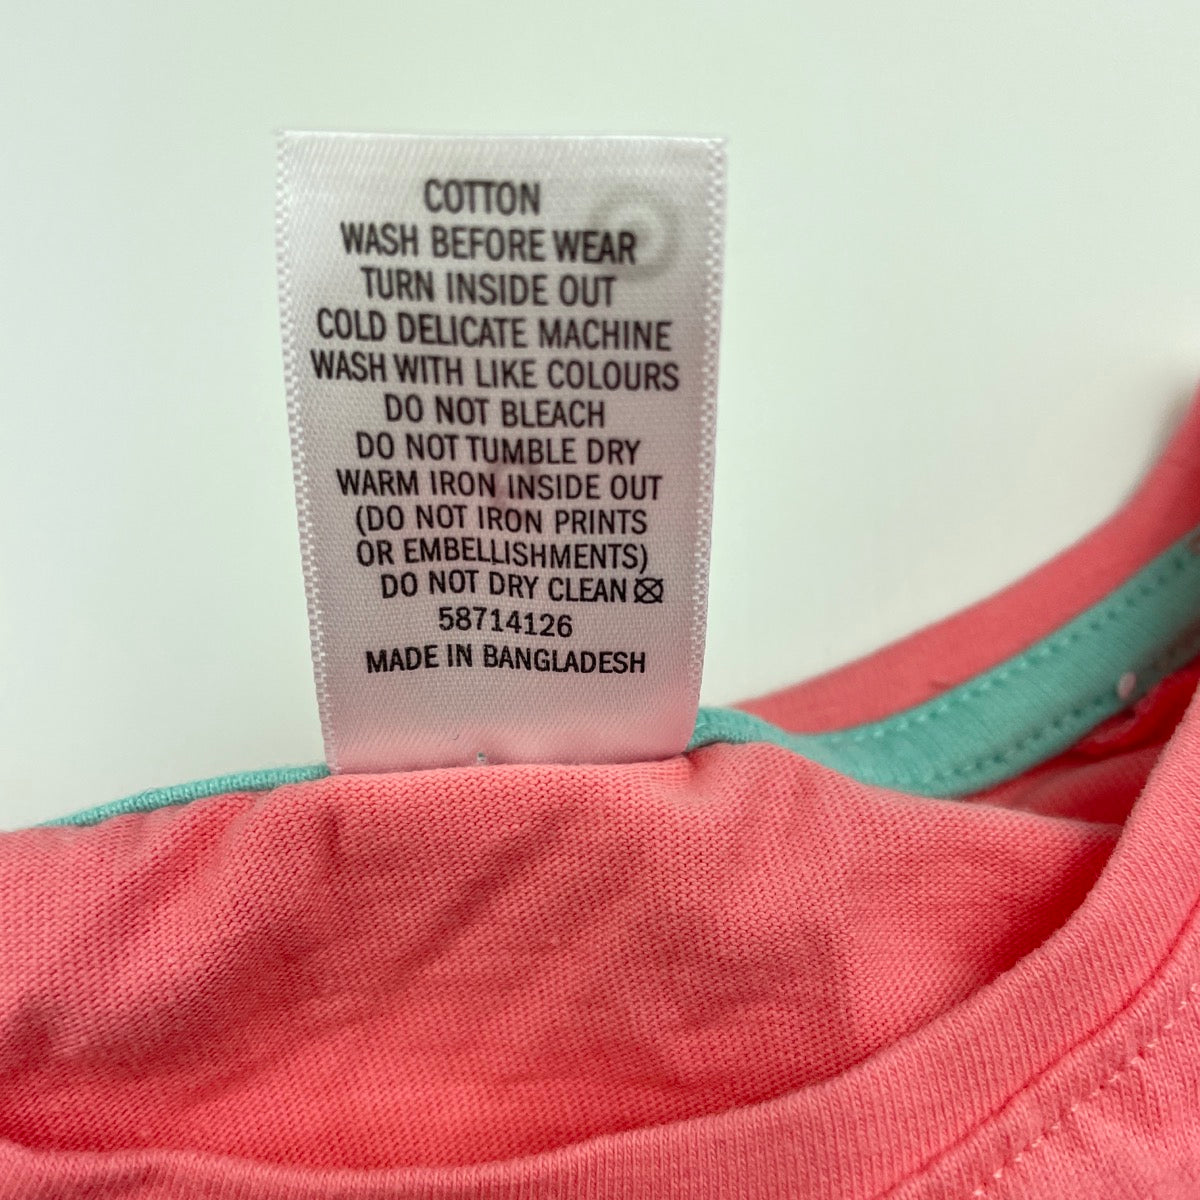 COTTON
WASH BEFORE WEAR
TURN INSIDE OUT
COLD DELICATE MACHINE
WASH WITH LIKE COLOURS
DO NOT BLEACH
DO NOT TUMBLE DRY
WARM IRON INSIDE OUT
(DO NOT IRON PRINTS
OR EMBELLISHMENTS)
DO NOT DRY CLEAN
58714126
MADE IN BANGLADESH